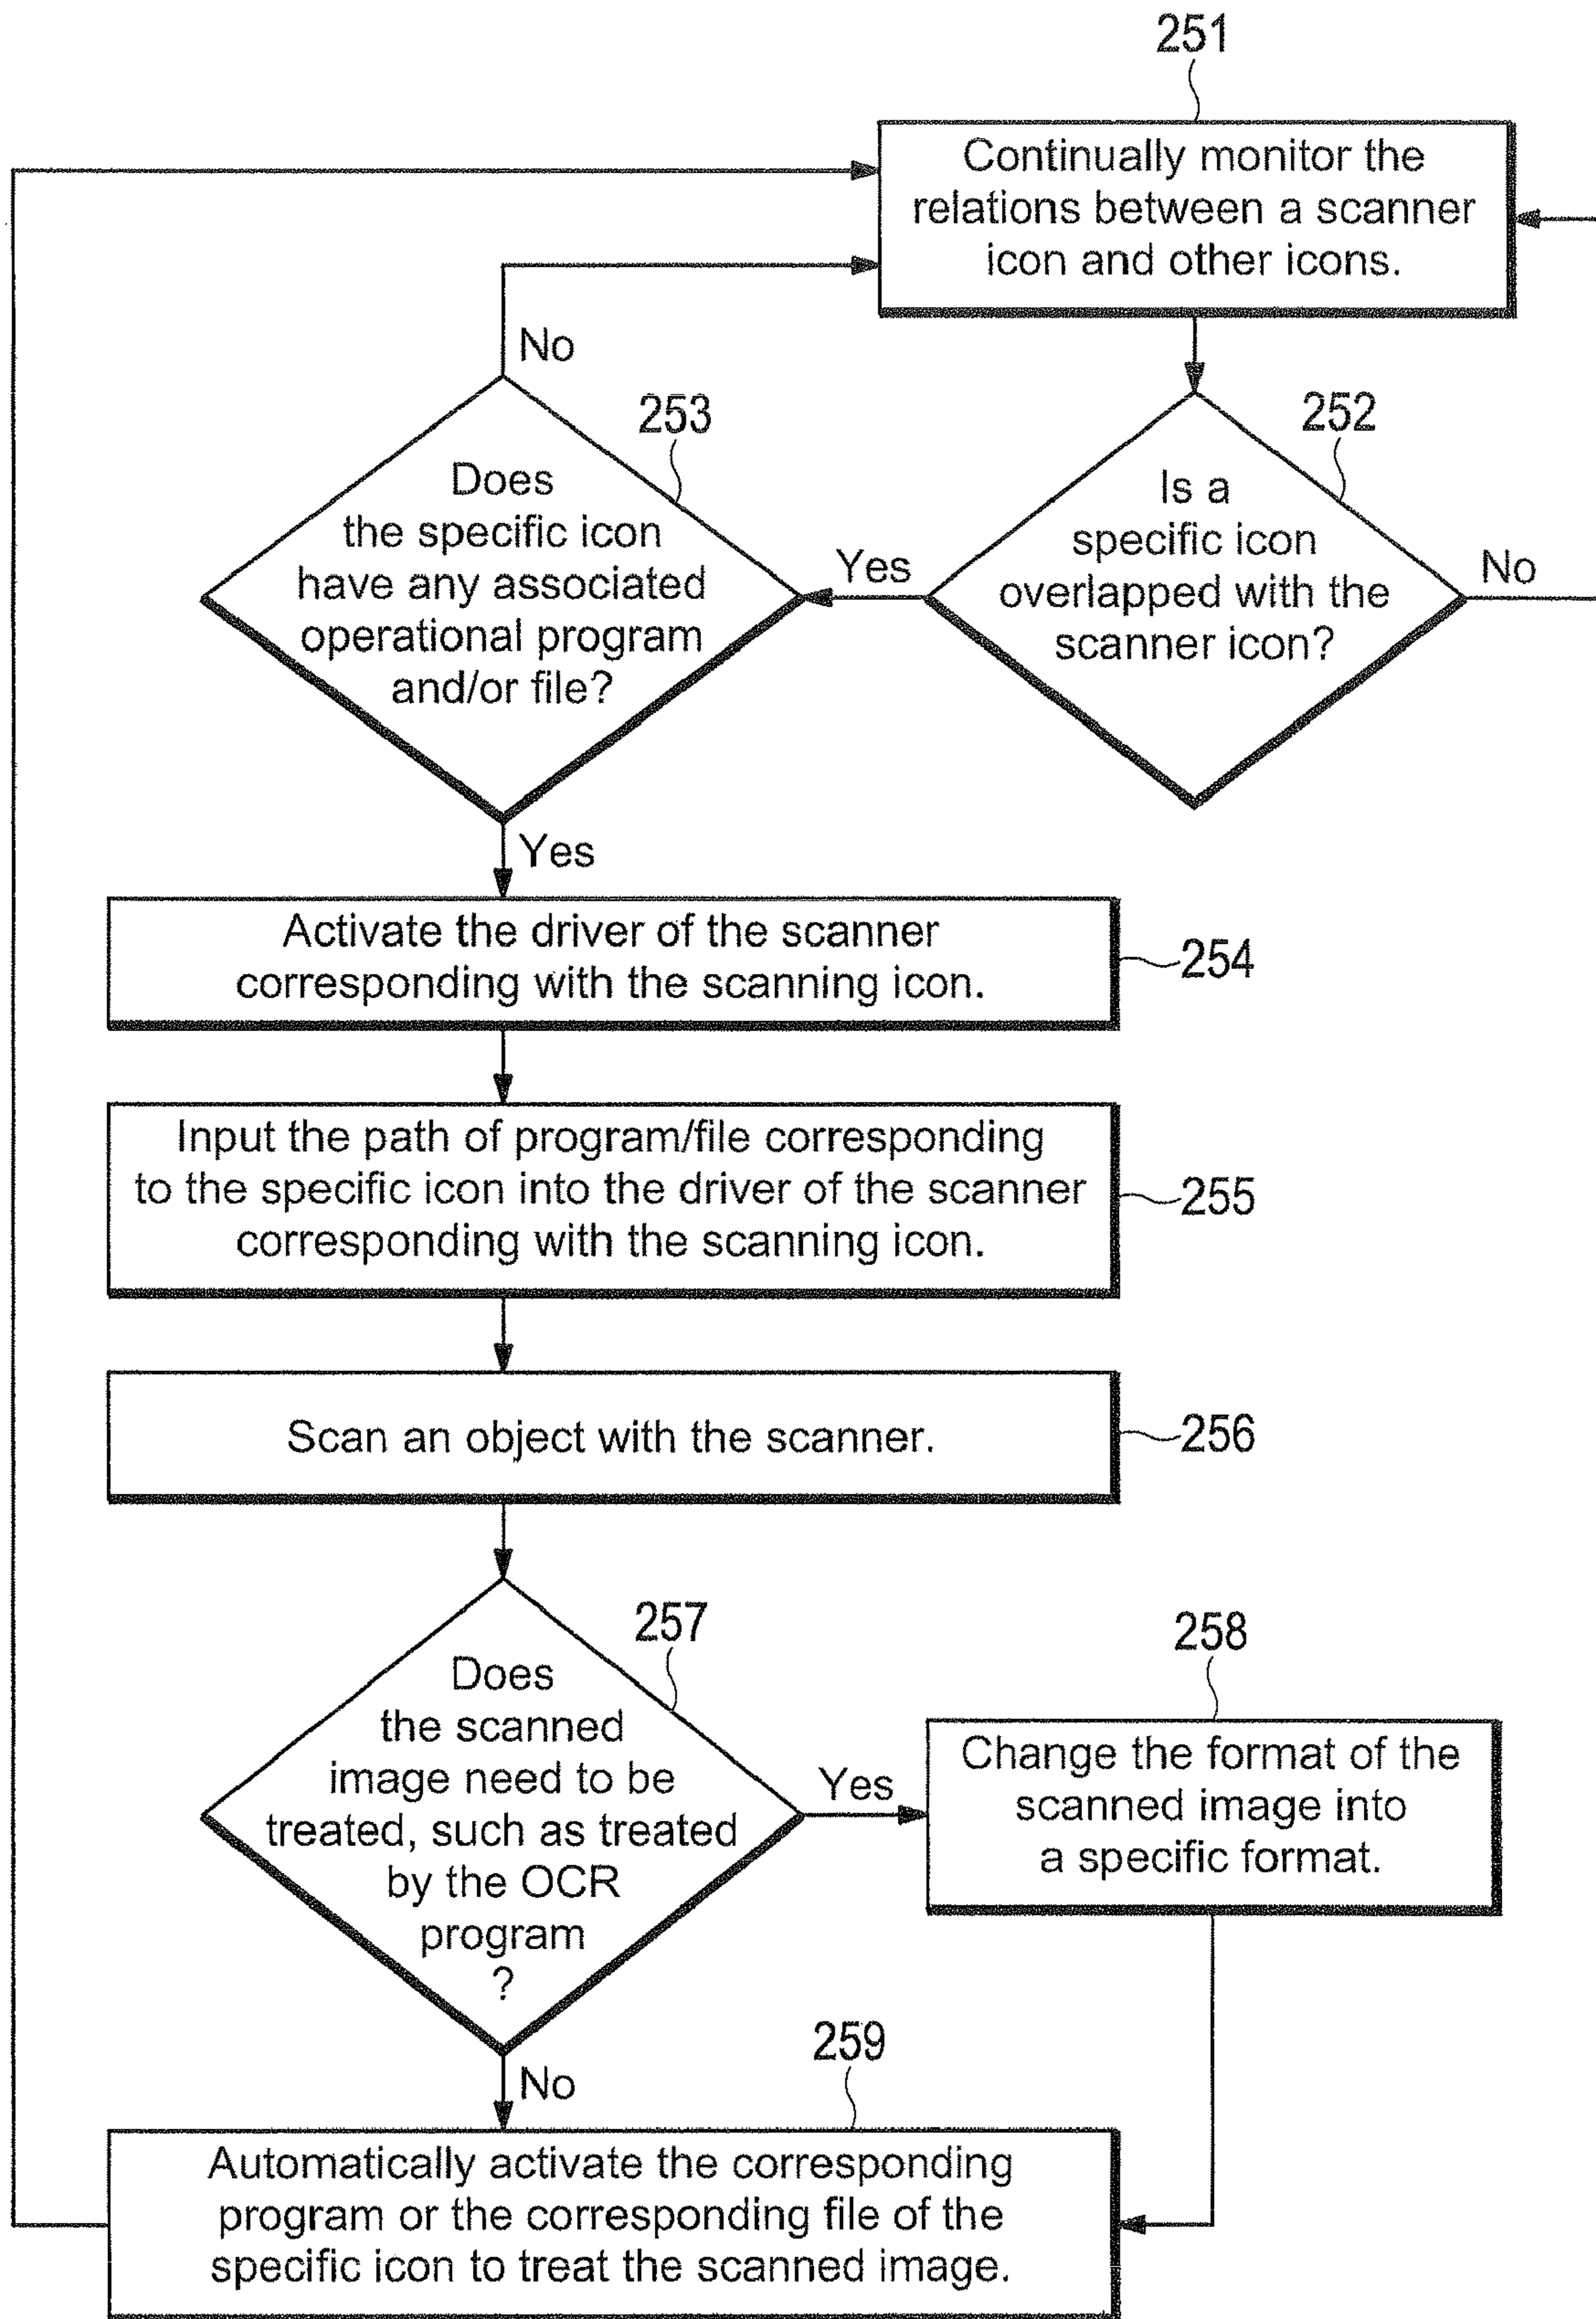 251
Continually monitor the
relations between a scanner
icon and other icons.
No
253
252
Does
the specific icon
have any associated
operational program
and/or file?
Yes
Is a
specific icon
overlapped with the
scanner icon?
No
Yes
Activate the driver of the scanner
corresponding with the scanning icon.
254
Input the path of program/file corresponding
to the specific icon into the driver of the scanner
corresponding with the scanning icon.
255
Scan an object with the scanner.
256
257
Does
the scanned
image need to be
treated, such as treated
by the OCR
program
?
Yes
258
Change the format of the
scanned image into
a specific format.
No
259
Automatically activate the corresponding
program or the corresponding file of the
specific icon to treat the scanned image.